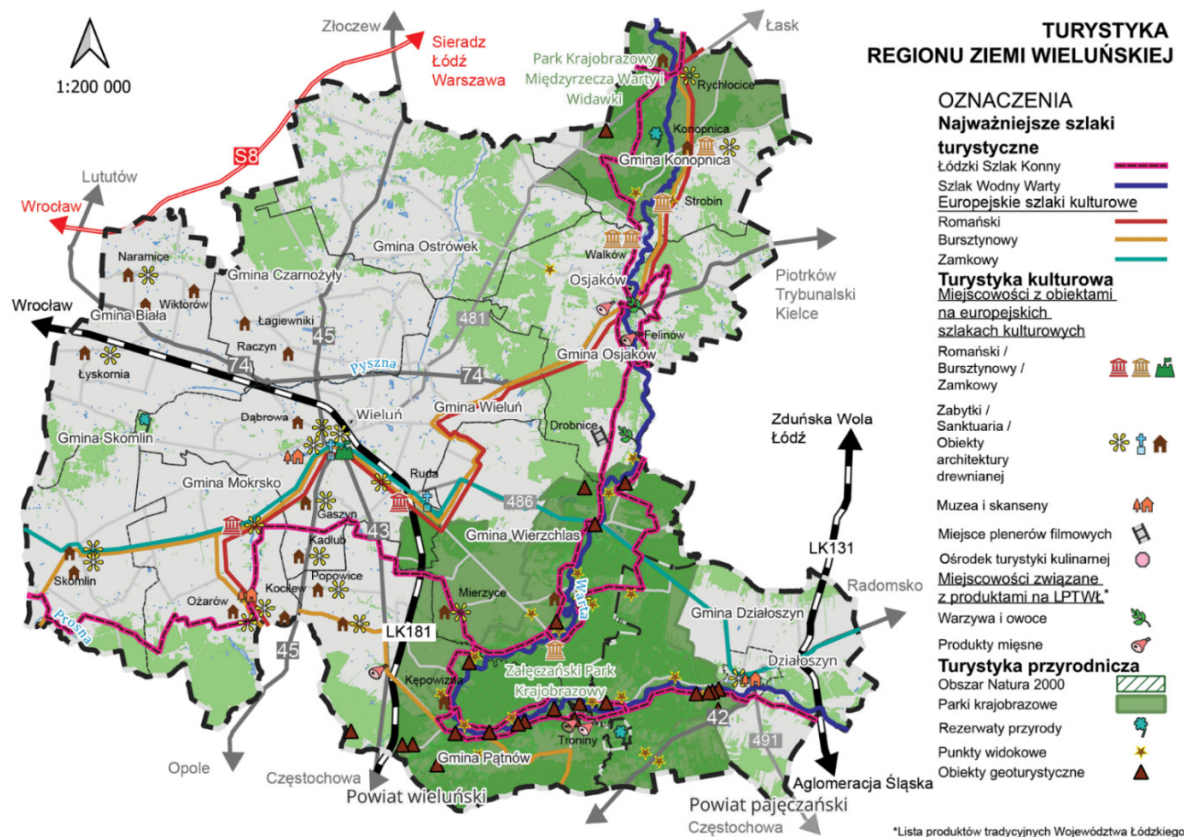 TURYSTYKA
REGIONU ZIEMI WIELUŃSKIEJ
1:200 000
Złoczew
Sieradz
Łódź
Warszawa
Park Krajobrazowy
Międzyrzecza Warty i
Widawki
Łask
Rychłocice
Konopnica
Gmina Konopnica
S8
Lututów
Wrocław
Strobin
Gmina Ostrówek
Walków
Naramice
Gmina Czarnożyły
Osjaków
Piotrków
Trybunalski
Kielce
Wrocław
Wiktorów
Gmina Biała
Łagiewniki
45
481
Felinów
Raczyn
Gmina Osjaków
74
Pyszna
74
Łyskornia
Wieluń
Gmina Wieluń
Dąbrowa
Zduńska Wola
Łódź
Gmina Skomlin
Drobnice
Gmina Mokrsko
Ruda
486
Gaszyn
43
Gmina Wierzchlas
Kadłub
LK131
Skomlin
Popowice
Kocilew
Mierzyce
Warta
Radomsko
Ożarów
Gmina Działoszyn
Prosna
LK181
45
Działoszyn
Załęczański Park
Krajobrazowy
Kępowizna
42
Troniny
491
Gmina Pątnów
Opole
Częstochowa
Powiat wieluński
Powiat pajęczański
Częstochowa
Aglomeracja Śląska
OZNACZENIA
Najważniejsze szlaki
turystyczne
Łódzki Szlak Konny
Szlak Wodny Warty
Europejskie szlaki kulturowe
Romański
Bursztynowy
Zamkowy
Turystyka kulturowa
Miejscowości z obiektami
na europejskich
szlakach kulturowych
Romański /
Bursztynowy /
Zamkowy
Zabytki /
Sanktuaria /
Obiekty
architektury
drewnianej
Muzea i skanseny
Miejsce plenerów filmowych
Ośrodek turystyki kulinarnej
Miejscowości związane
z produktami na LPTWŁ*
Warzywa i owoce
Produkty mięsne
Turystyka przyrodnicza
Obszar Natura 2000
Parki krajobrazowe
Rezerwaty przyrody
Punkty widokowe
Obiekty geoturystyczne
*Lista produktów tradycyjnych Województwa Łódzkiego